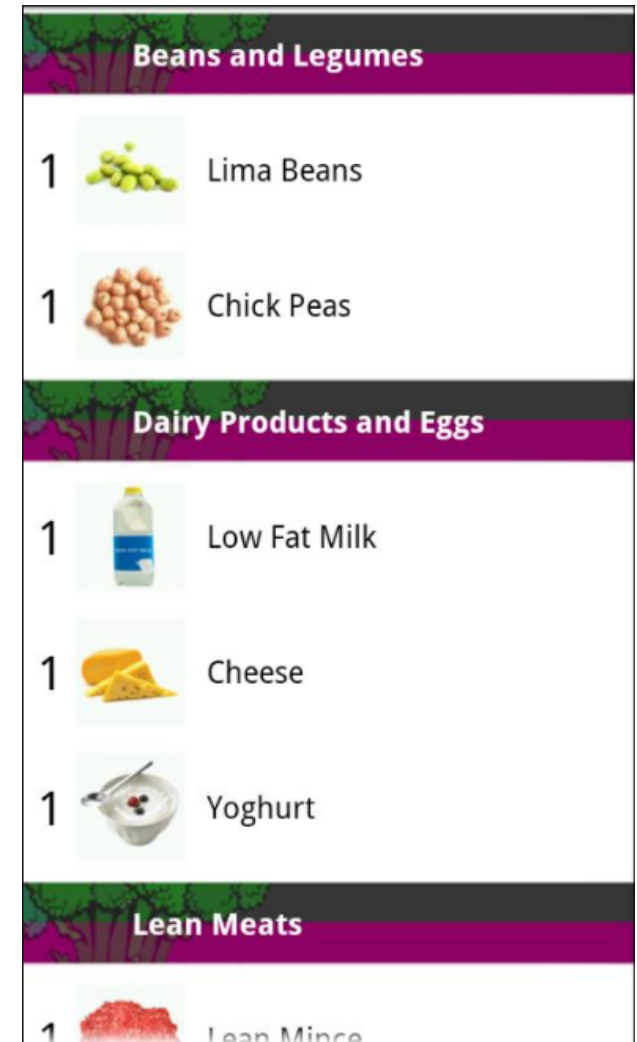 Beans and Legumes
1 Lima Beans
1 Chick Peas
Dairy Products and Eggs
1 Low Fat Milk
1 Cheese
1 Yoghurt
Lean Meats
1 Lean Mince